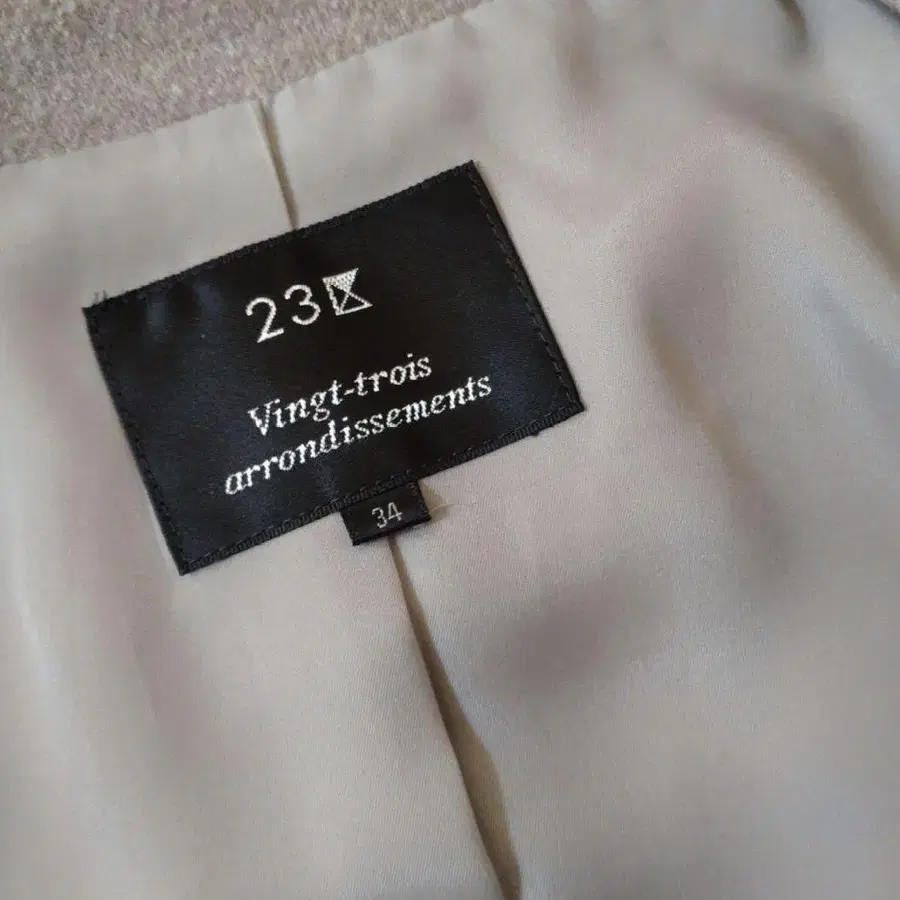 23区
Vingt-trois
arrondissements
34